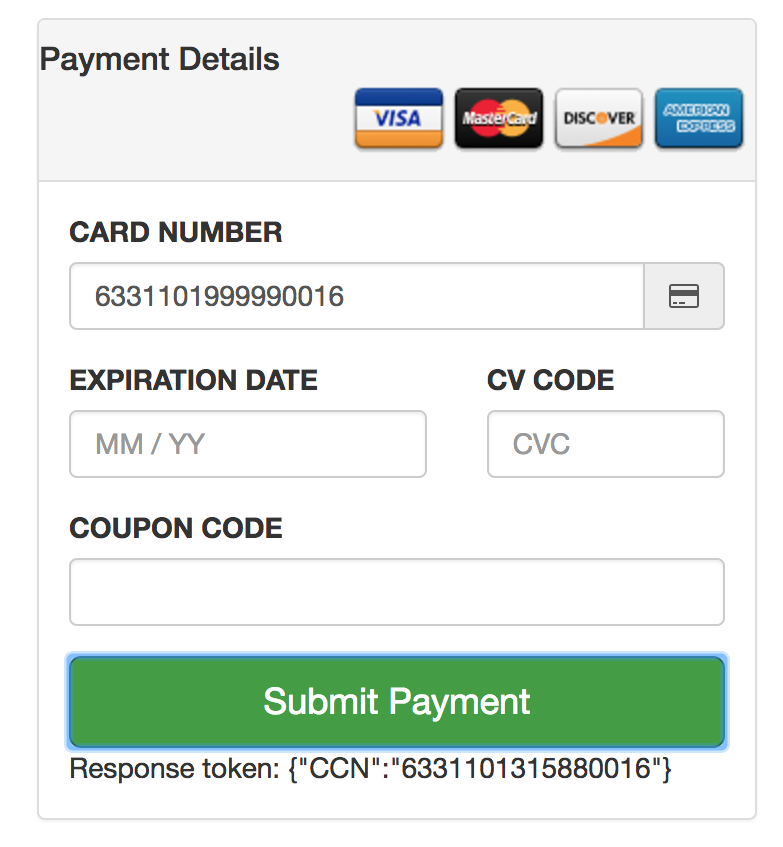 Payment Details
VISA MasterCard DISCOVER AMERICAN EXPRESS
CARD NUMBER
6331101999990016
EXPIRATION DATE CV CODE
MM / YY CVC
COUPON CODE
Submit Payment
Response token: {"CCN":"6331101315880016"}